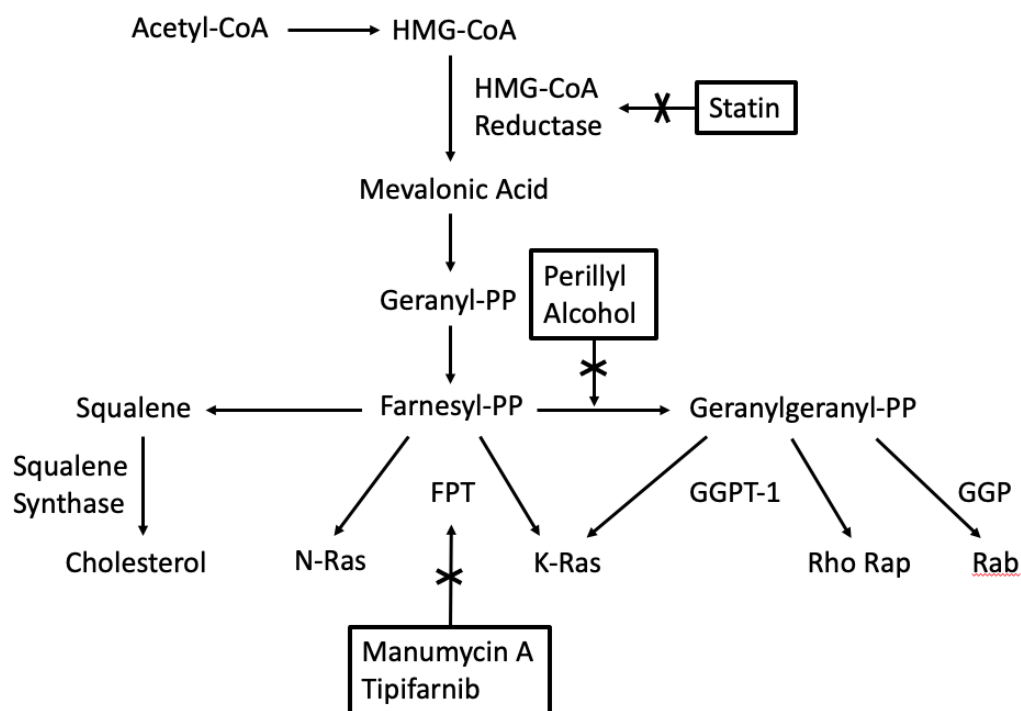 Acetyl-CoA
HMG-CoA
HMG-CoA
Reductase
Statin
Mevalonic Acid
Geranyl-PP
Perillyl
Alcohol
Squalene
Farnesyl-PP
Geranylgeranyl-PP
Squalene
Synthase
FPT
GGPT-1
GGP
Cholesterol
N-Ras
K-Ras
Rho Rap
Rab
Manumycin A
Tipifarnib